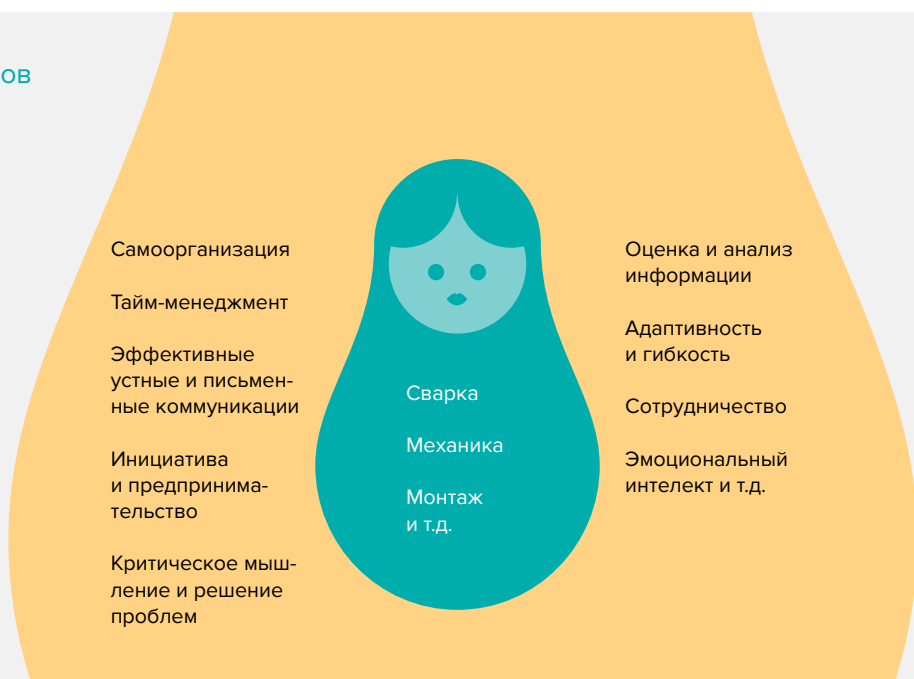 ов
Самоорганизация
Тайм-менеджмент
Эффективные
устные и письмен-
ные коммуникации
Инициатива
и предпринима-
тельство
Критическое мыш-
ление и решение
проблем
Сварка
Механика
Монтаж
и т.д.
Оценка и анализ
информации
Адаптивность
и гибкость
Сотрудничество
Эмоциональный
интелект и т.д.